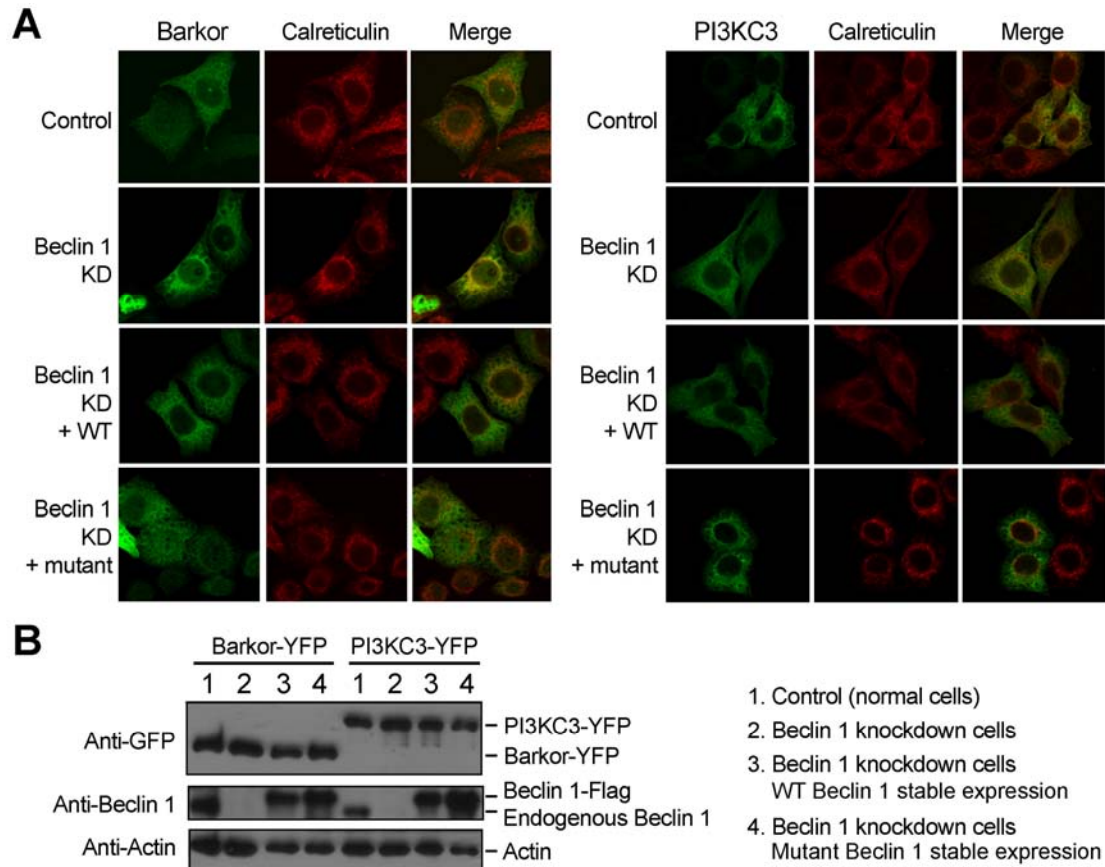 A
Barkor Calreticulin Merge
PI3KC3 Calreticulin Merge
Control
Beclin 1
KD
Beclin 1
KD
+ WT
Beclin 1
KD
+ mutant
Control
Beclin 1
KD
Beclin 1
KD
+ WT
Beclin 1
KD
+ mutant
B
Barkor-YFP PI3KC3-YFP
1 2 3 4 1 2 3 4
Anti-GFP
PI3KC3-YFP
Barkor-YFP
Anti-Beclin 1
Beclin 1-Flag
Endogenous Beclin 1
Anti-Actin
Actin
1. Control (normal cells)
2. Beclin 1 knockdown cells
3. Beclin 1 knockdown cells
WT Beclin 1 stable expression
4. Beclin 1 knockdown cells
Mutant Beclin 1 stable expression